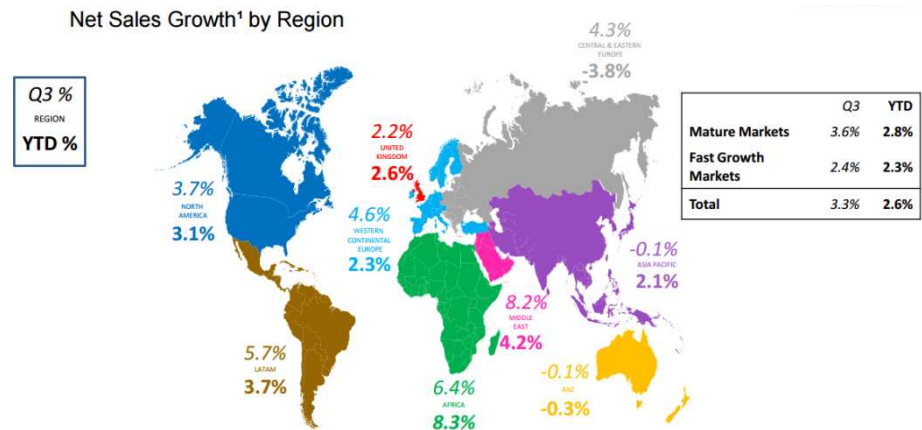 Net Sales Growth¹ by Region
Q3 %
REGION
YTD %
4.3%
CENTRAL & EASTERN
EUROPE
-3.8%
2.2%
UNITED
KINGDOM
2.6%
3.7%
NORTH
AMERICA
3.1%
4.6%
WESTERN
CONTINENTAL
EUROPE
2.3%
-0.1%
ASIA PACIFIC
2.1%
8.2%
MIDDLE
EAST
4.2%
5.7%
LATAM
3.7%
6.4%
AFRICA
8.3%
-0.1%
ANZ
-0.3%
Q3 YTD
Mature Markets 3.6% 2.8%
Fast Growth
Markets 2.4% 2.3%
Total 3.3% 2.6%